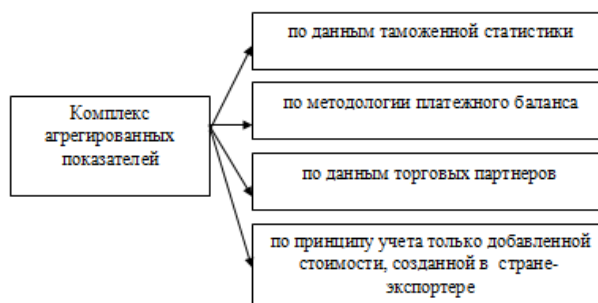 по данным таможенной статистики
по методологии платежного баланса
Комплекс
агрегированных
показателей
по данным торговых партнеров
по принципу учета только добавленной
стоимости, созданной в стране-
экспортере